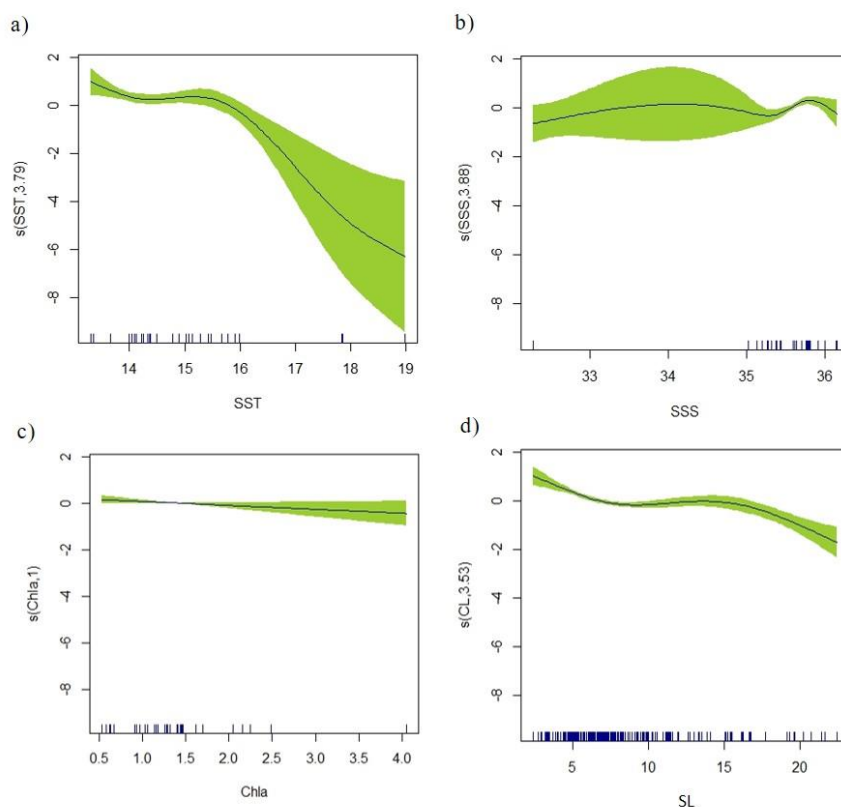 a)
2
0
-2
-4
-6
-8
s(SST,3.79)
14 15 16 17 18 19
SST
b)
2
0
-2
-4
-6
-8
s(SSS,3.88)
33 34 35 36
SSS
c)
2
0
-2
-4
-6
-8
s(Chla,1)
0.5 1.0 1.5 2.0 2.5 3.0 3.5 4.0
Chla
d)
2
0
-2
-4
-6
-8
s(CL,3.53)
5 10 15 20
SL